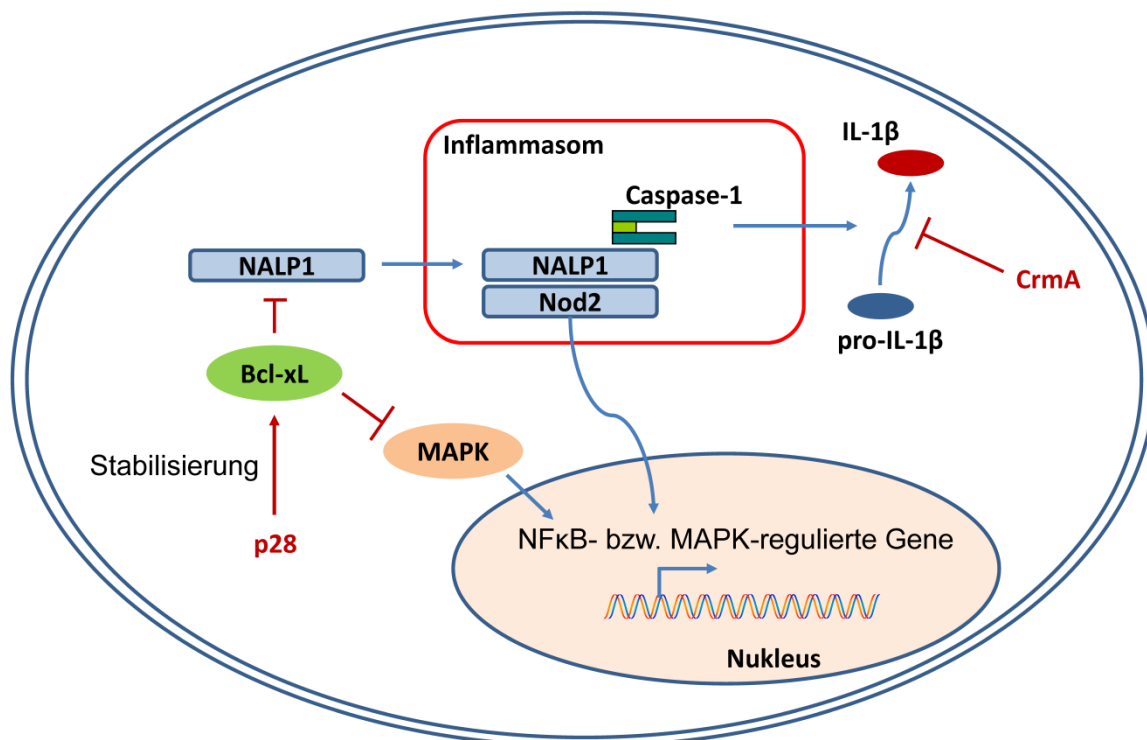 Inflammasom
IL-1β
Caspase-1
NALP1
NALP1
Nod2
CrmA
pro-IL-1β
Bcl-xL
MAPK
Stabilisierung
p28
NFκB- bzw. MAPK-regulierte Gene
Nukleus